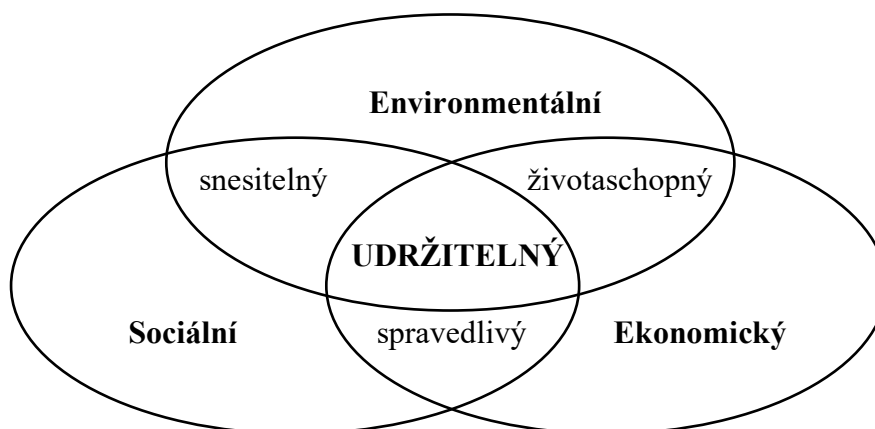 Environmentální
snesitelný životaschopný
UDRŽITELNÝ
Sociální spravedlivý Ekonomický